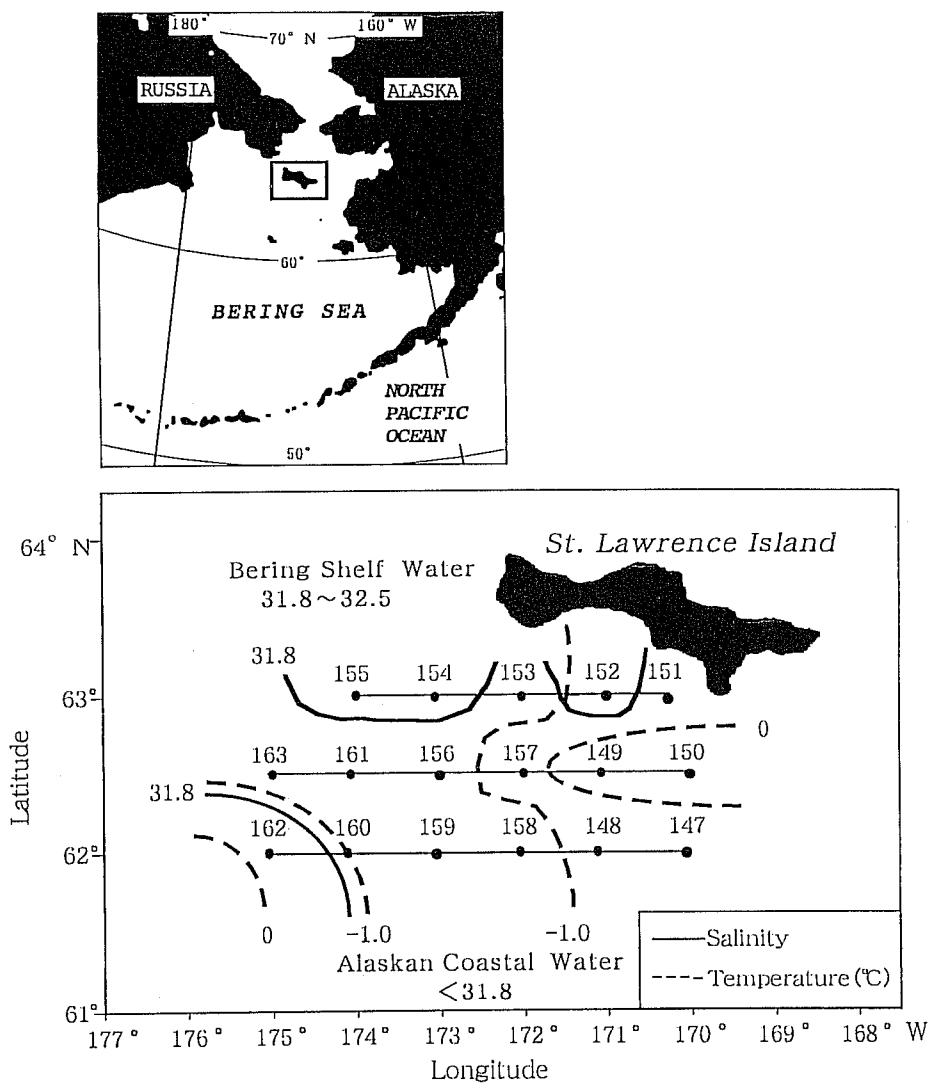 180°
70° N
160° W
RUSSIA
ALASKA
60°
BERING SEA
NORTH
PACIFIC
OCEAN
50°
64° N
St. Lawrence Island
Bering Shelf Water
31.8~32.5
31.8
155
154
153
152
151
63°
0
163
161
156
157
149
150
31.8
162
160
159
158
148
147
62°
0
-1.0
-1.0
Alaskan Coastal Water
<31.8
Salinity
Temperature (℃)
61°
177° 176° 175° 174° 173° 172° 171° 170° 169° 168° W
Latitude
Longitude